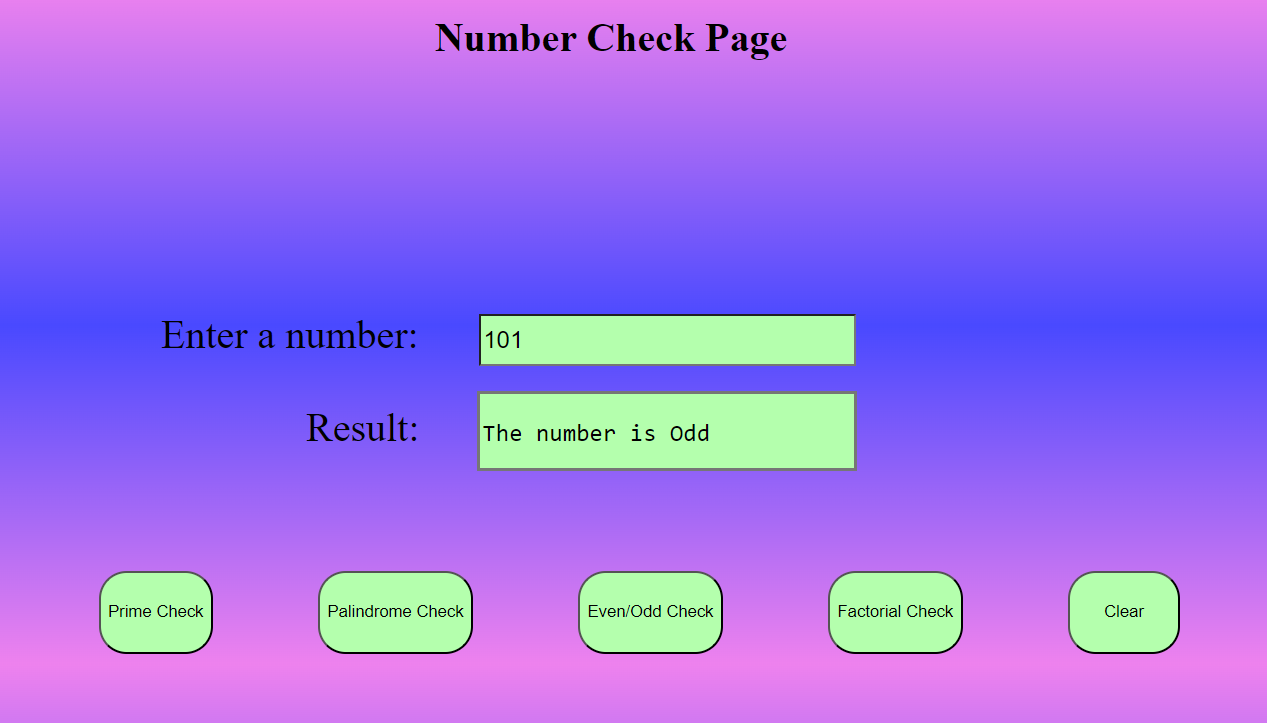 Number Check Page
Enter a number: 101
Result: The number is Odd
Prime Check Palindrome Check Even/Odd Check Factorial Check Clear